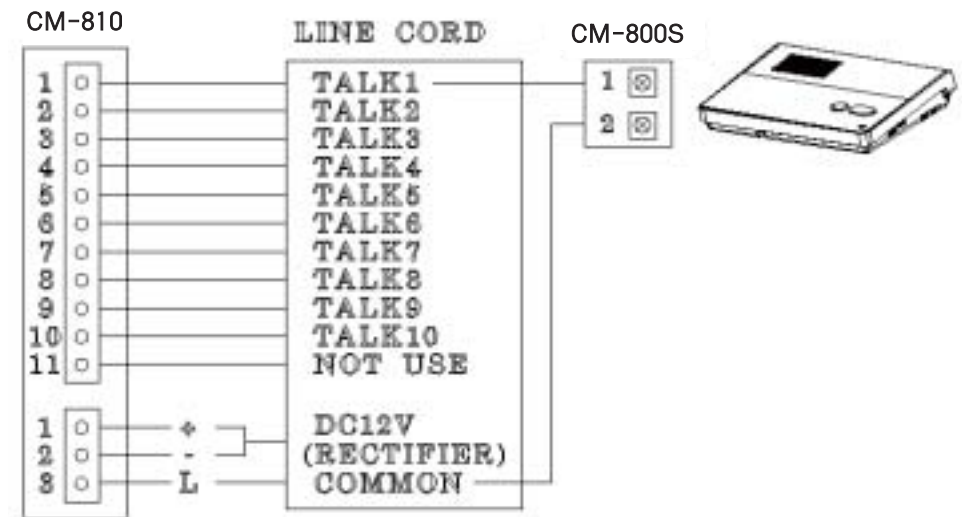 CM-810
LINE CORD
CM-800S
1 TALK1 1
2 TALK2
2
3 TALK3
4 TALK4
5 TALK5
6 TALK6
7 TALK7
8 TALK8
9 TALK9
10 TALK10
11 NOT USE
1 + DC12V
2 - (RECTIFIER)
3 L COMMON